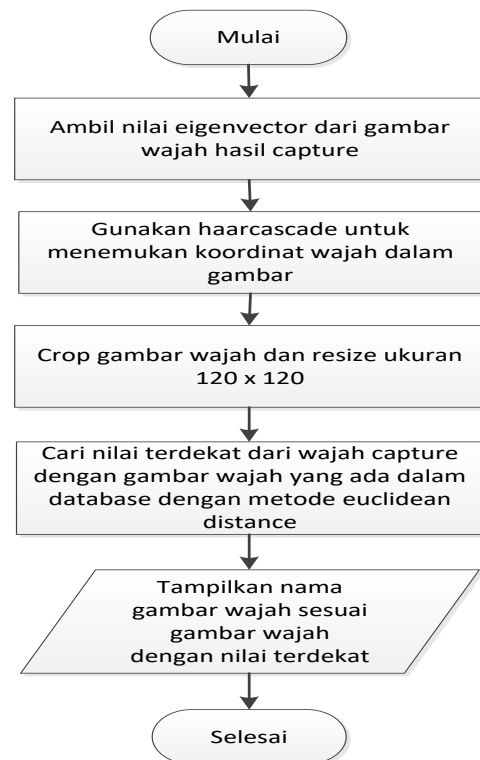 Mulai
Ambil nilai eigenvector dari gambar
wajah hasil capture
Gunakan haarcascade untuk
menemukan koordinat wajah dalam
gambar
Crop gambar wajah dan resize ukuran
120 x 120
Cari nilai terdekat dari wajah capture
dengan gambar wajah yang ada dalam
database dengan metode euclidean
distance
Tampilkan nama
gambar wajah sesuai
gambar wajah
dengan nilai terdekat
Selesai